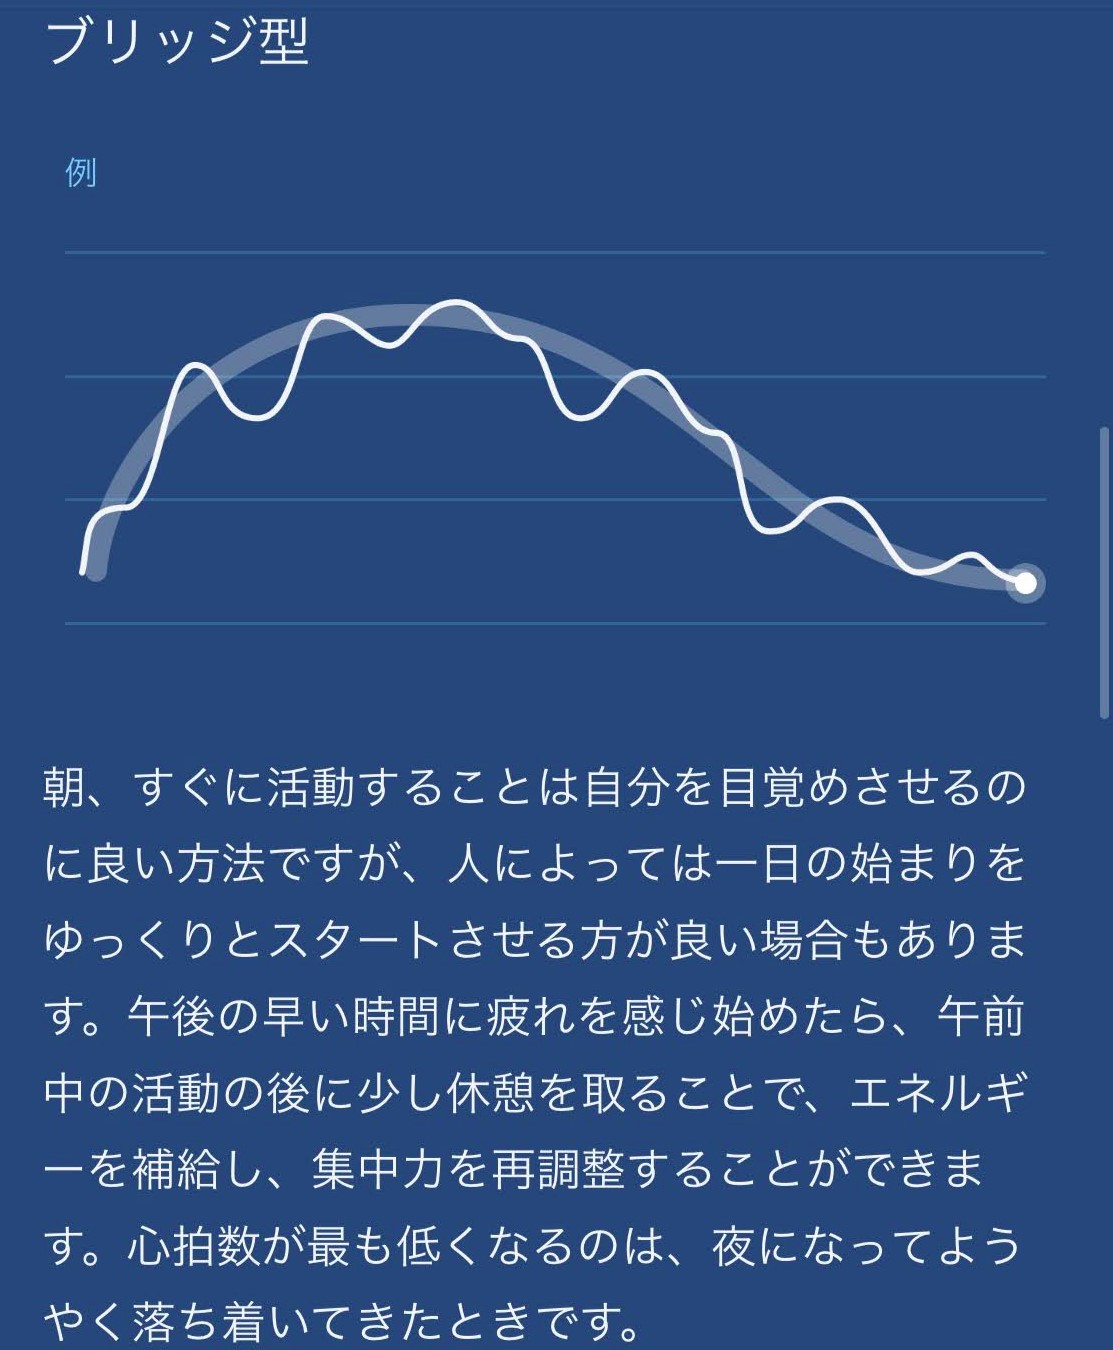 ブリッジ型
例
朝、すぐに活動することは自分を目覚めさせるの
に良い方法ですが、人によっては一日の始まりを
ゆっくりとスタートさせる方が良い場合もありま
す。午後の早い時間に疲れを感じ始めたら、午前
中の活動の後に少し休憩を取ることで、エネルギ
ーを補給し、集中力を再調整することができま
す。心拍数が最も低くなるのは、夜になってよう
やく落ち着いてきたときです。